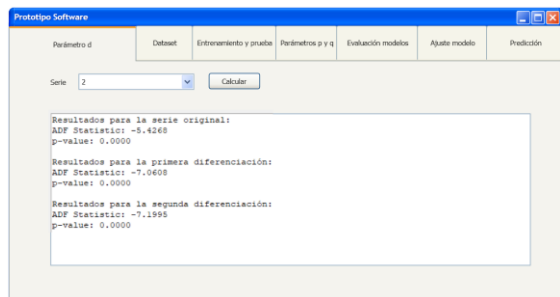 Prototipo Software
Parámetro d
Dataset
Entrenamiento y prueba
Parámetros p y q
Evaluación modelos
Ajuste modelo
Predicción
Serie
2
Calcular
Resultados para la serie original:
ADF Statistic: -5.4268
p-value: 0.0000
Resultados para la primera diferenciación:
ADF Statistic: -7.0608
p-value: 0.0000
Resultados para la segunda diferenciación:
ADF Statistic: -7.1995
p-value: 0.0000